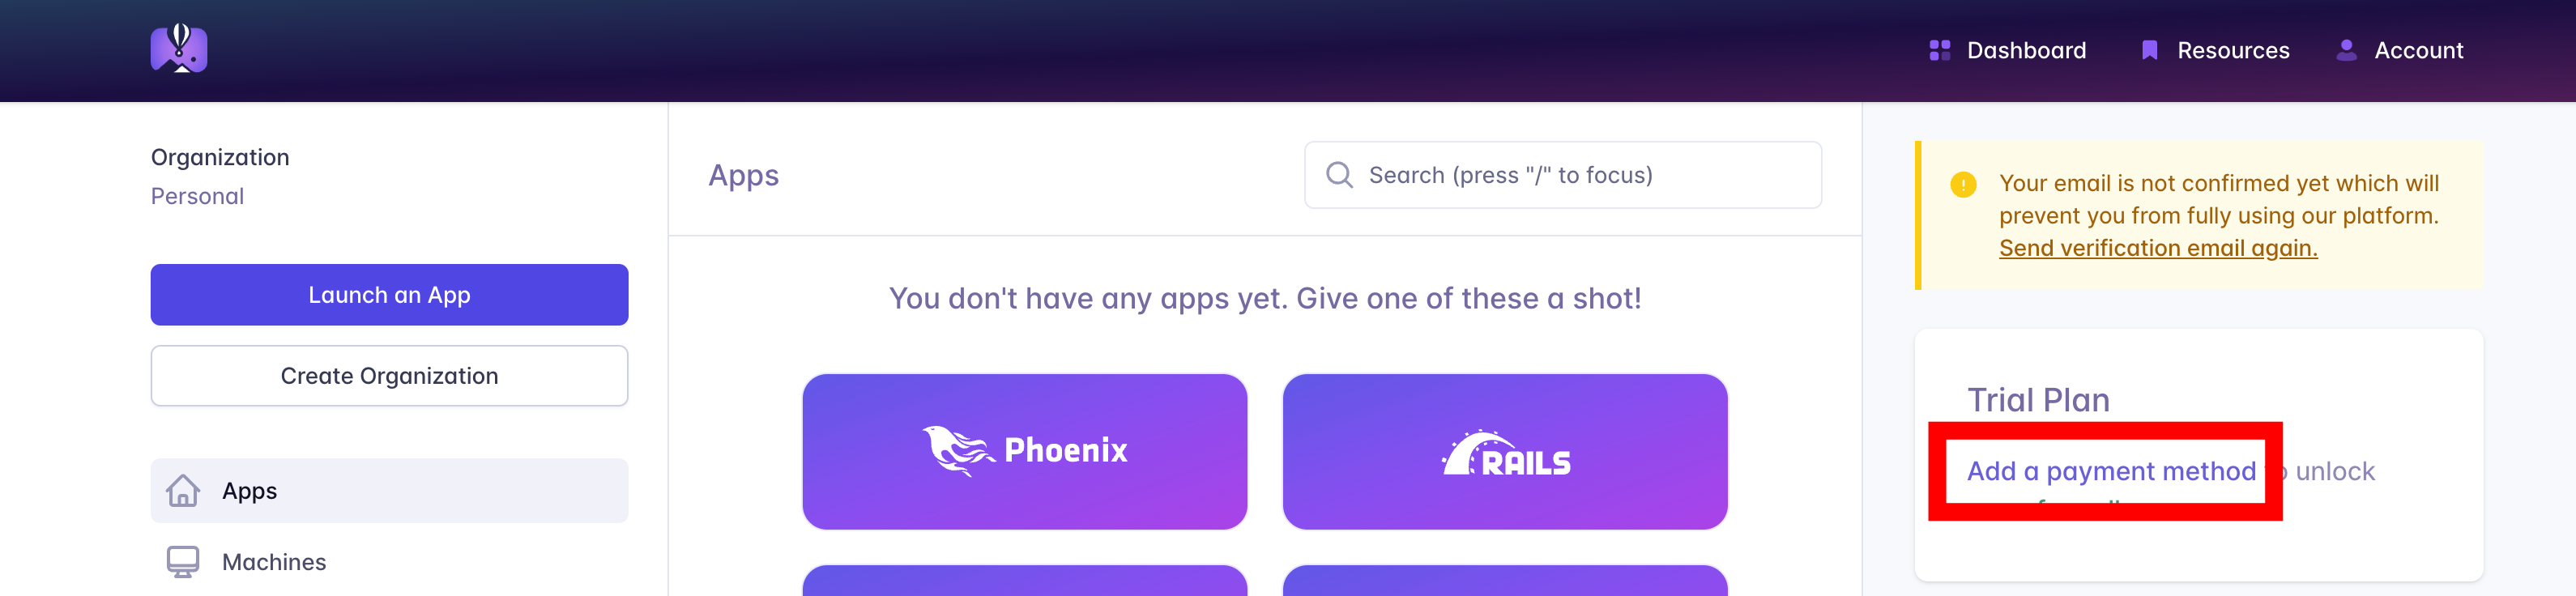 Dashboard
Resources
Account
Organization
Personal
Launch an App
Create Organization
Apps
Machines
Apps
Search (press "/" to focus)
You don't have any apps yet. Give one of these a shot!
Phoenix
RAILS
Your email is not confirmed yet which will
prevent you from fully using our platform.
Send verification email again.
Trial Plan
Add a payment method unlock